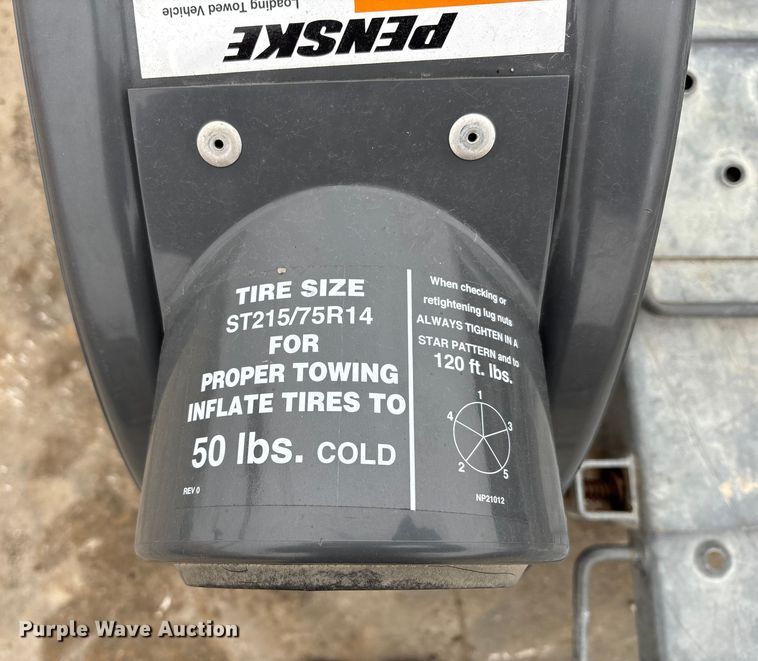 Loading Towed Vehicle
PENSKE
TIRE SIZE
ST215/75R14
FOR
PROPER TOWING
INFLATE TIRES TO
50 lbs. COLD
REV 0
When checking or
retightening lug nuts
ALWAYS TIGHTEN IN A
STAR PATTERN and to
120 ft. lbs.
1
4
3
2
5
NP21012
Purple Wave Auction